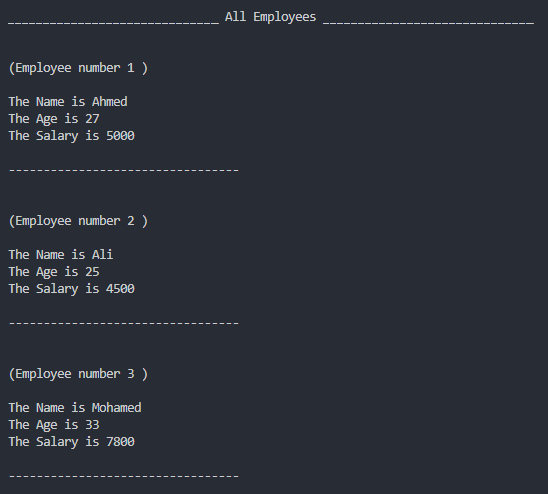 ______________________________ All Employees ______________________________
(Employee number 1 )
The Name is Ahmed
The Age is 27
The Salary is 5000
---------------------------------
(Employee number 2 )
The Name is Ali
The Age is 25
The Salary is 4500
---------------------------------
(Employee number 3 )
The Name is Mohamed
The Age is 33
The Salary is 7800
---------------------------------